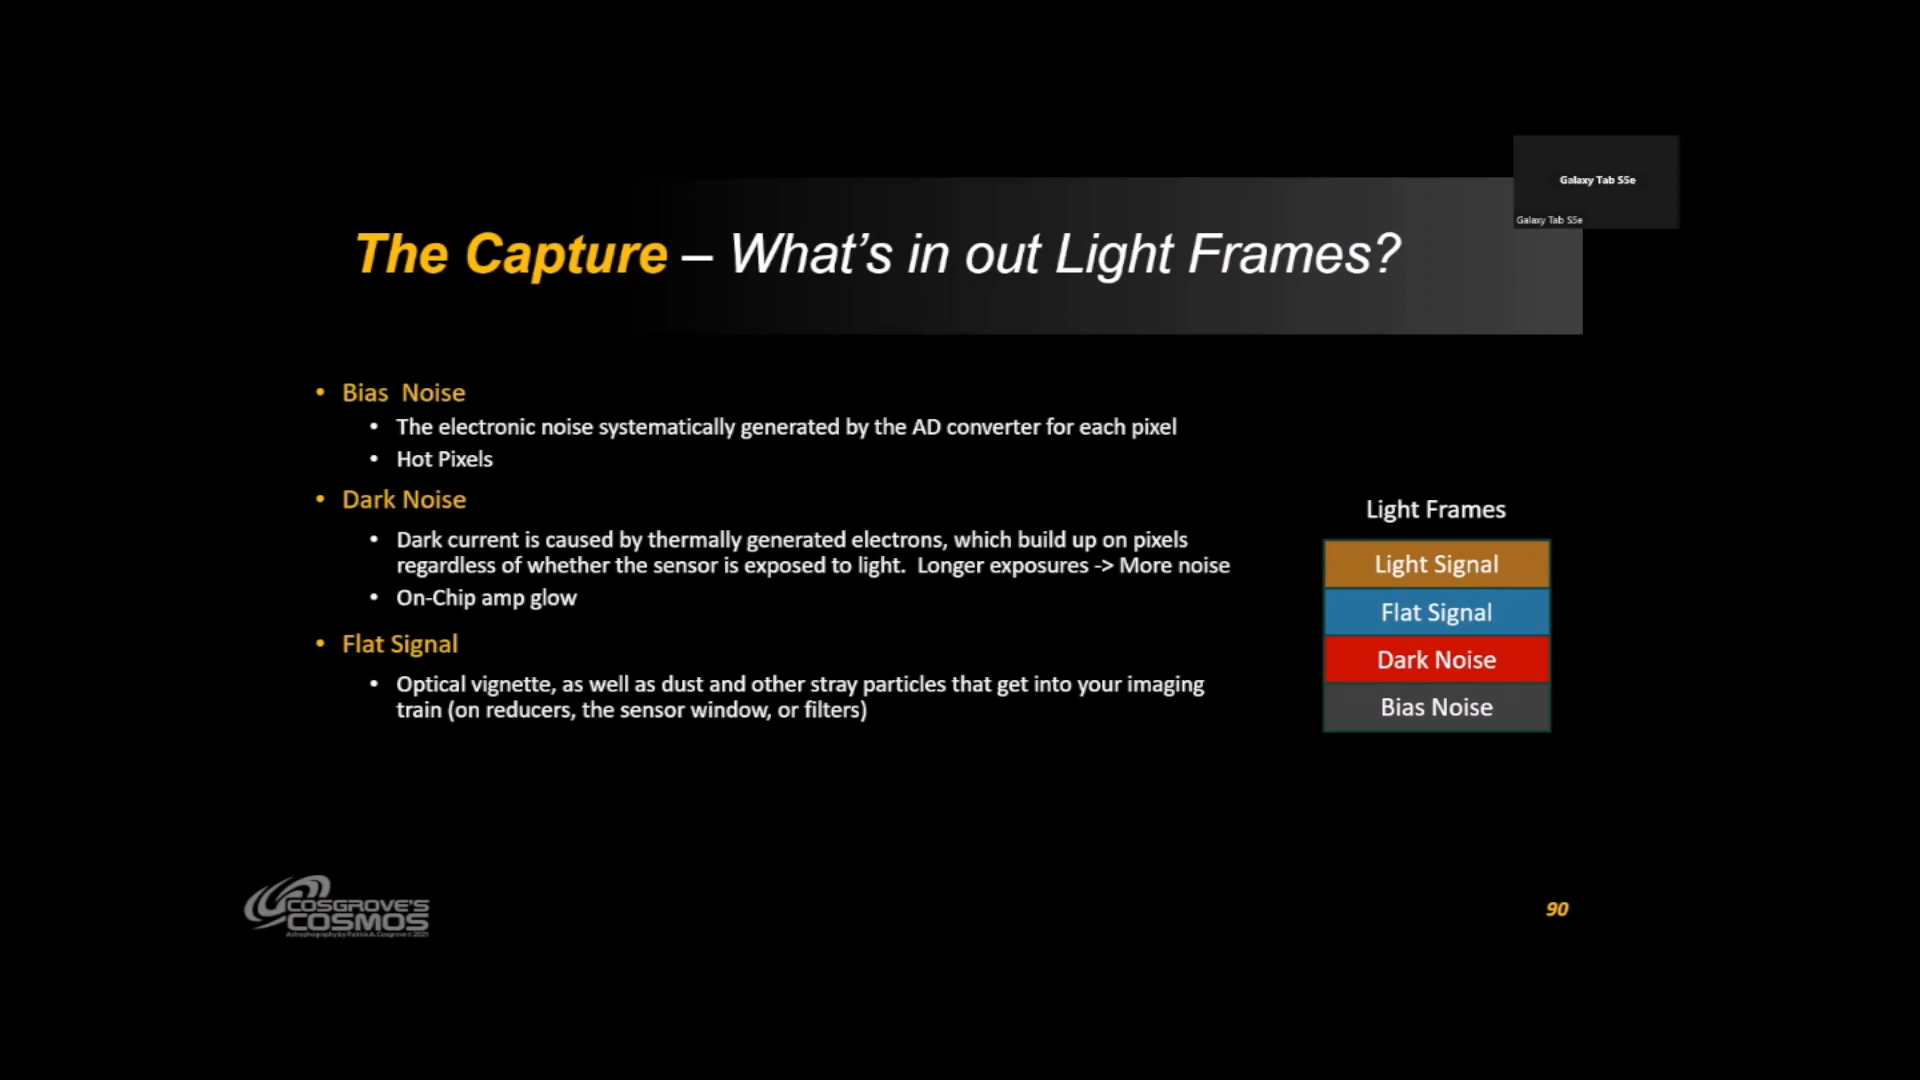 Galaxy Tab S5e
Galaxy Tab S5e
The Capture – What's in out Light Frames?
• Bias Noise
• The electronic noise systematically generated by the AD converter for each pixel
• Hot Pixels
• Dark Noise
• Dark current is caused by thermally generated electrons, which build up on pixels
regardless of whether the sensor is exposed to light. Longer exposures -> More noise
• On-Chip amp glow
• Flat Signal
• Optical vignette, as well as dust and other stray particles that get into your imaging
train (on reducers, the sensor window, or filters)
Light Frames
Light Signal
Flat Signal
Dark Noise
Bias Noise
COSGROVE'S
COSMOS
Astrophotography by Patrick A. Cosgrove © 2021
90